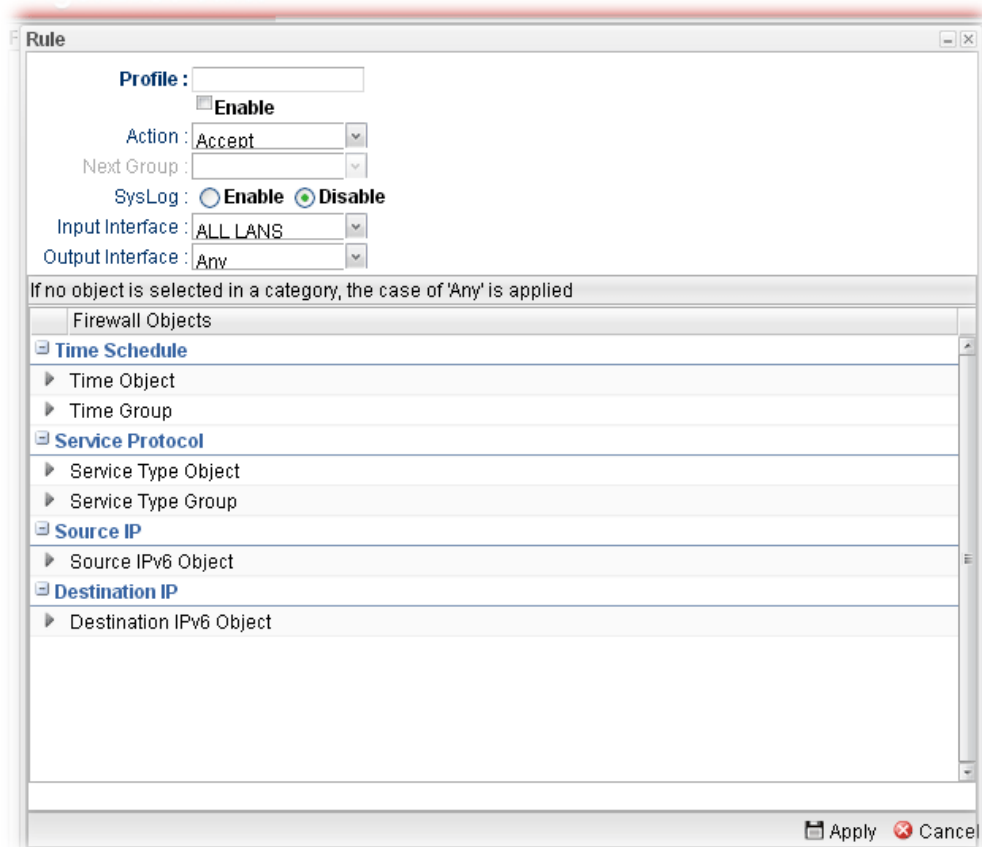 Rule
Profile :
Enable
Action : Accept
Next Group :
SysLog : Enable Disable
Input Interface : ALL LANS
Output Interface : Any
If no object is selected in a category, the case of 'Any' is applied
Firewall Objects
Time Schedule
Time Object
Time Group
Service Protocol
Service Type Object
Service Type Group
Source IP
Source IPv6 Object
Destination IP
Destination IPv6 Object
Apply Cancel